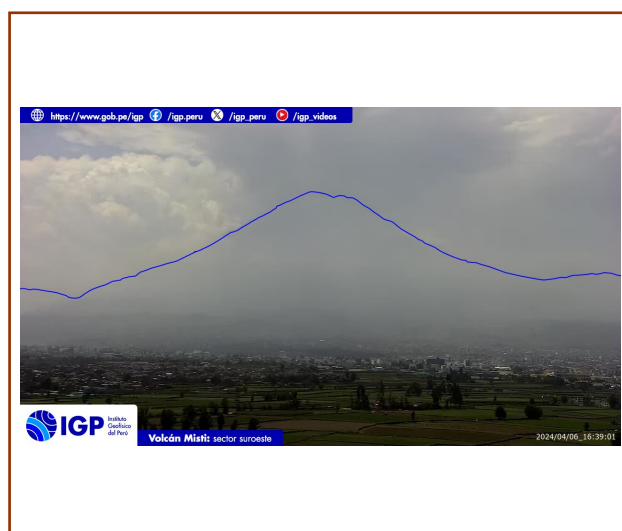 https://www.gob.pe/igp /igp.peru /igp_peru /igp_videos
IGP
Instituto
Geofísico
del Perú
Volcán Misti: sector suroeste
2024/04/06_16:39:01